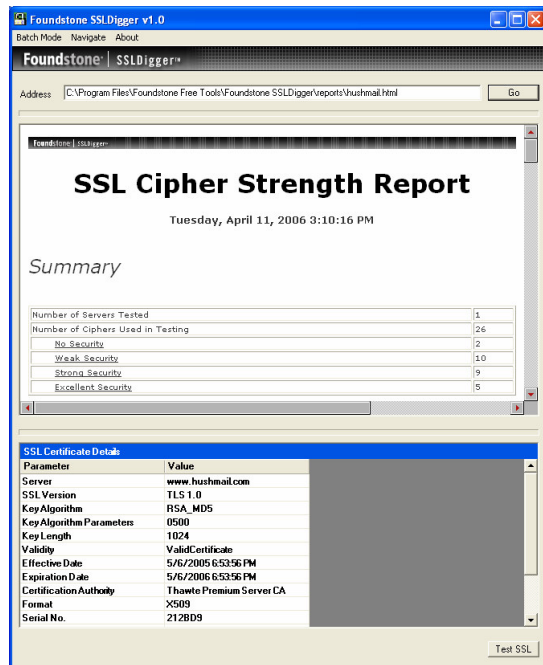 Foundstone SSLDigger v1.0
Batch Mode Navigate About
Foundstone | SSLDigger™
Address C:\Program Files\Foundstone Free Tools\Foundstone SSLDigger\reports\hushmail.html Go
Foundstone | SSLDigger™
SSL Cipher Strength Report
Tuesday, April 11, 2006 3:10:16 PM
Summary
Number of Servers Tested 1
Number of Ciphers Used in Testing 26
No Security 2
Weak Security 10
Strong Security 9
Excellent Security 5
SSL Certificate Details
Parameter Value
Server www.hushmail.com
SSL Version TLS 1.0
Key Algorithm RSA_MD5
Key Algorithm Parameters 0500
Key Length 1024
Validity ValidCertificate
Effective Date 5/6/2005 6:53:56 PM
Expiration Date 5/6/2006 6:53:56 PM
Certification Authority Thawte Premium Server CA
Format X509
Serial No. 212BD9
Test SSL